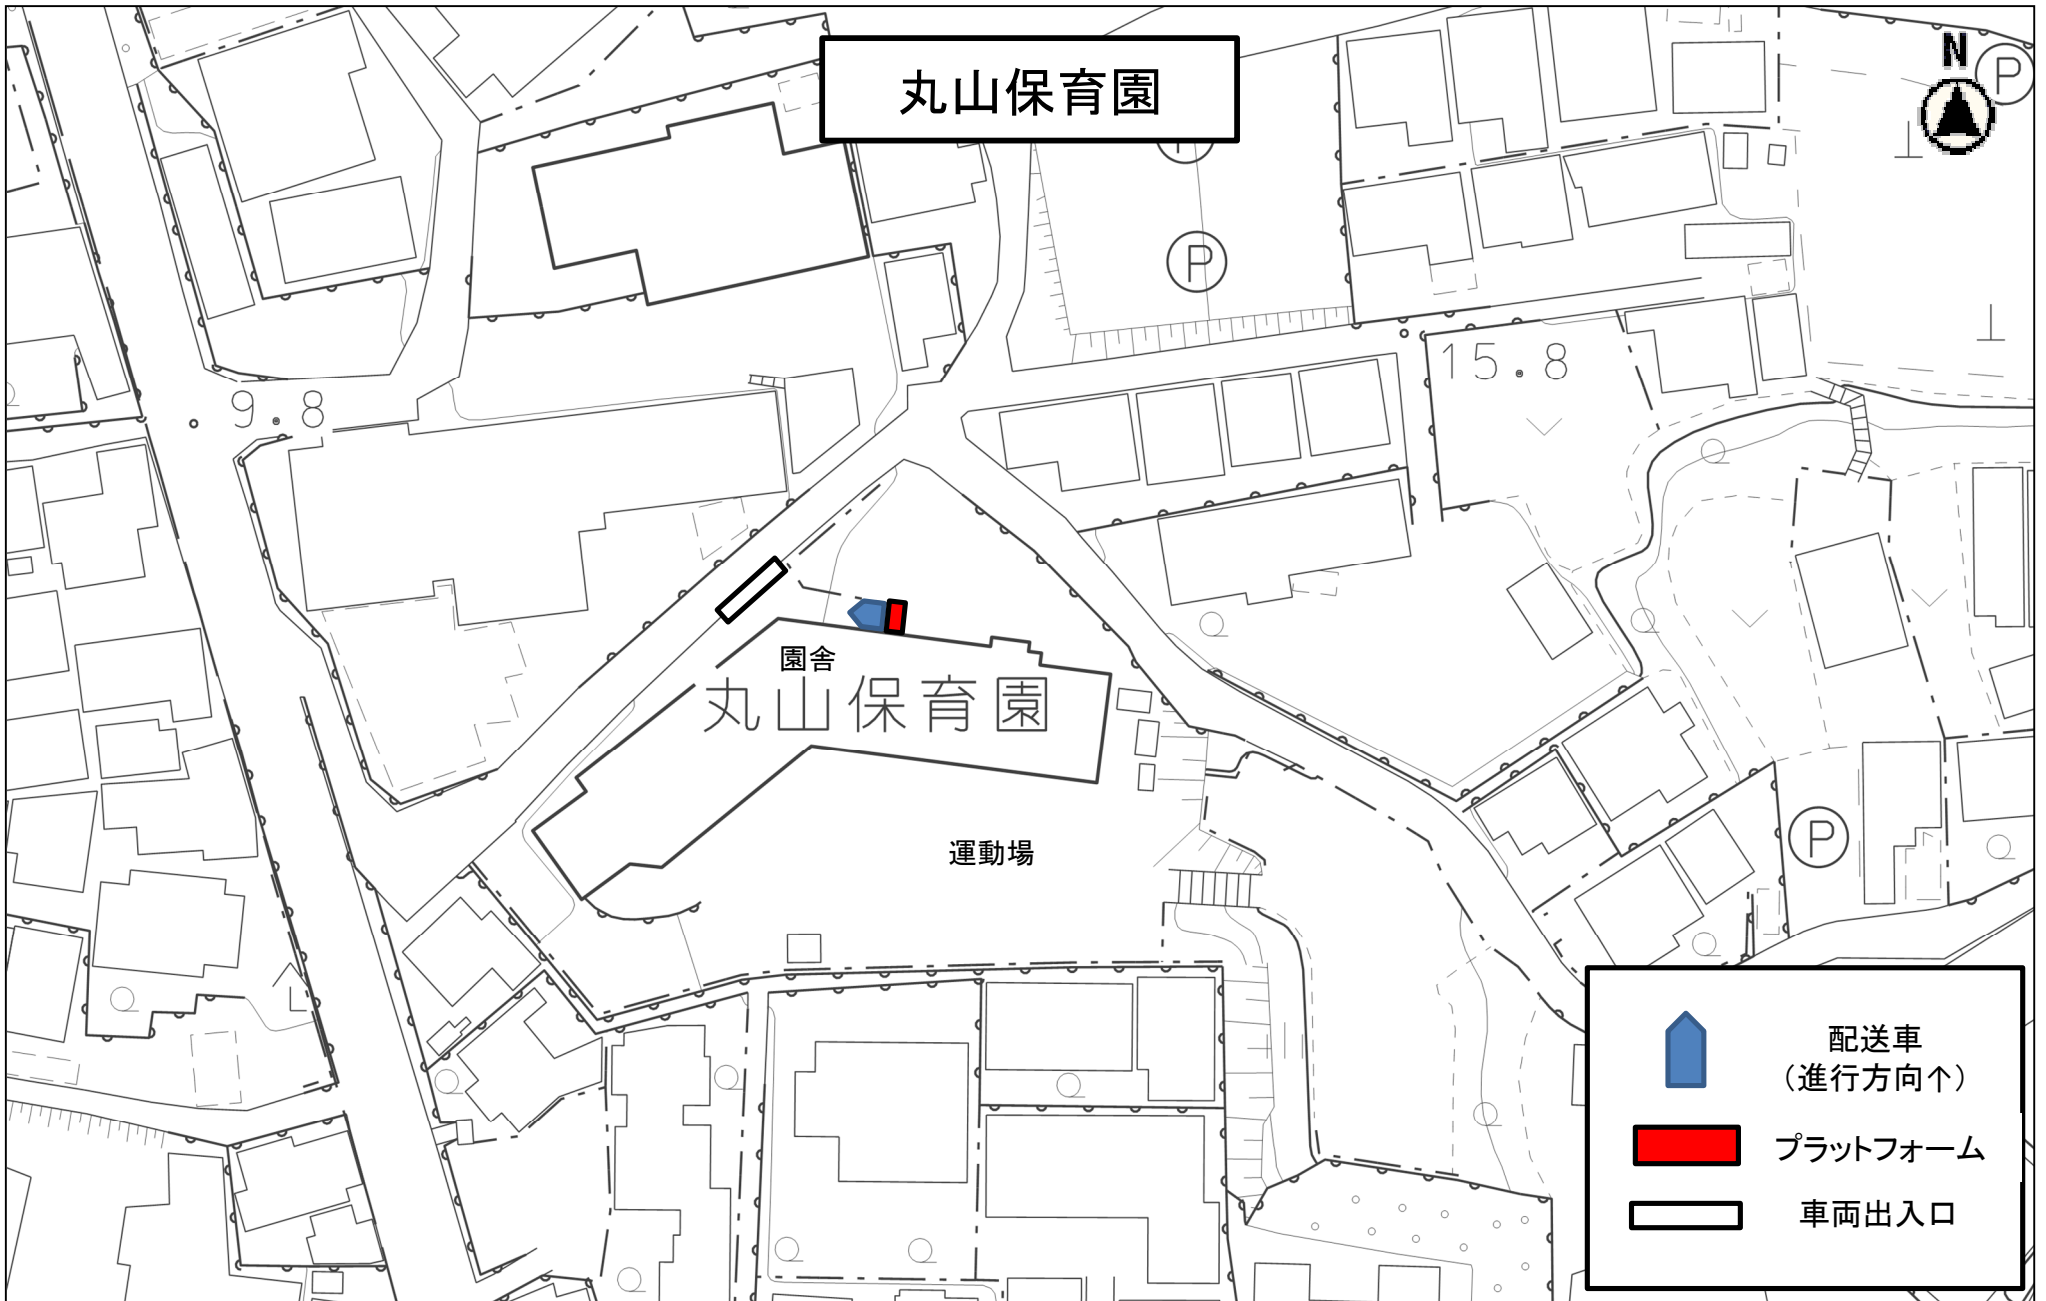 丸山保育園
N
P
P
15.8
9.8
園舎
丸山保育園
運動場
P
配送車
（進行方向↑）
プラットフォーム
車両出入口